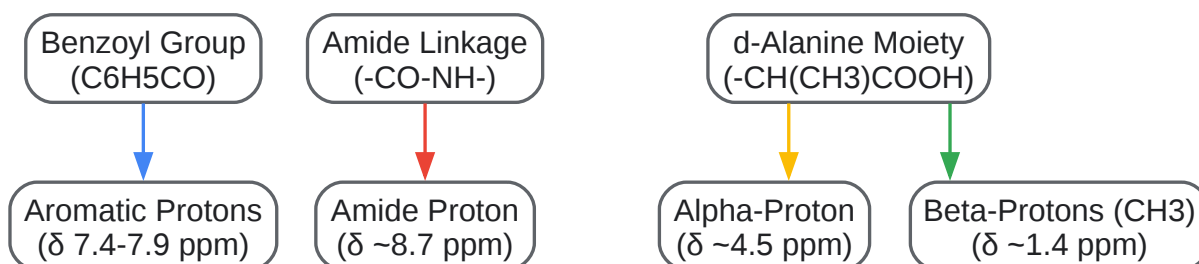 Benzoyl Group
(C6H5CO)
Amide Linkage
(-CO-NH-)
d-Alanine Moiety
(-CH(CH3)COOH)
Aromatic Protons
(δ 7.4-7.9 ppm)
Amide Proton
(δ ~8.7 ppm)
Alpha-Proton
(δ ~4.5 ppm)
Beta-Protons (CH3)
(δ ~1.4 ppm)